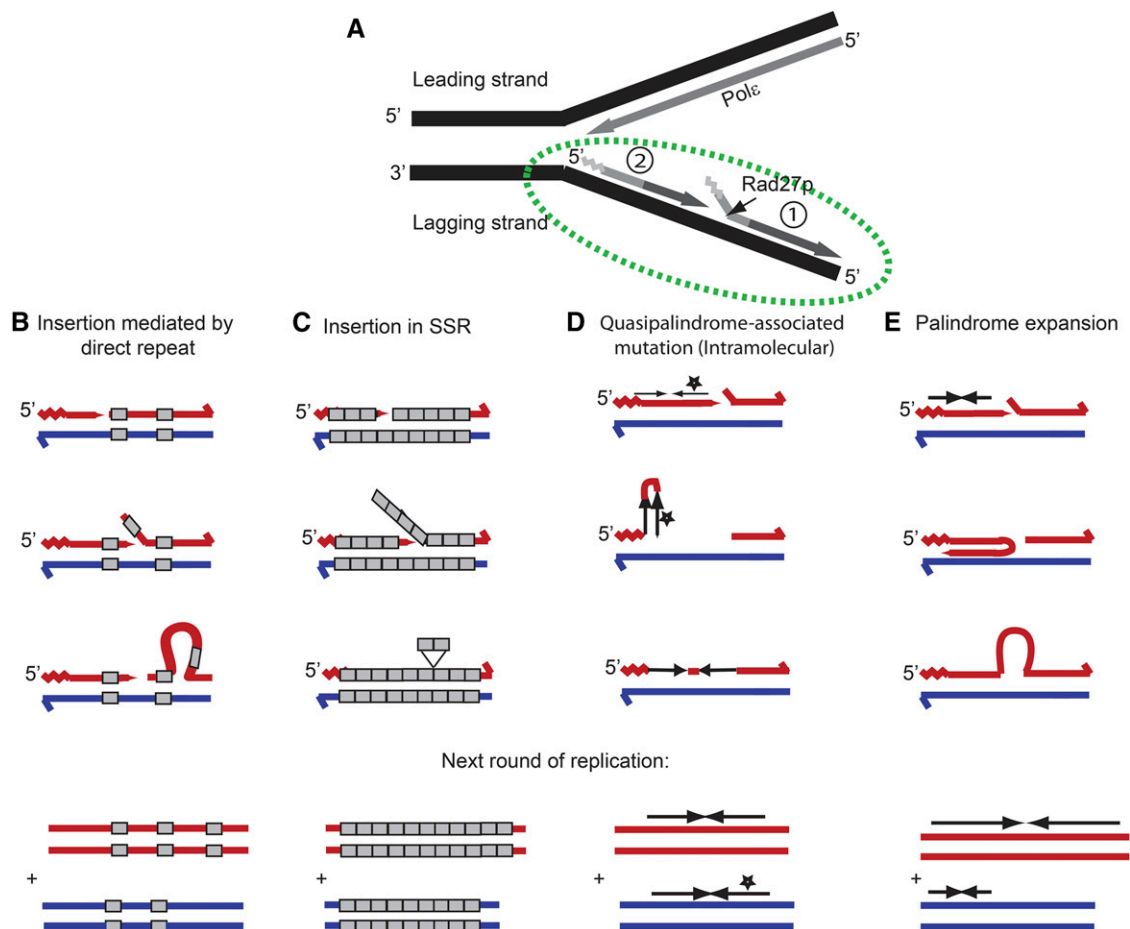 A
5'
Leading strand
Polε
5'
5'
2
3'
Rad27p
1
Lagging strand
5'
B Insertion mediated by
direct repeat
C Insertion in SSR
D Quasipalindrome-associated
mutation (Intramolecular)
E Palindrome expansion
5'
5'
5'
5'
5'
5'
5'
5'
5'
5'
5'
5'
Next round of replication:
+
+
+
+